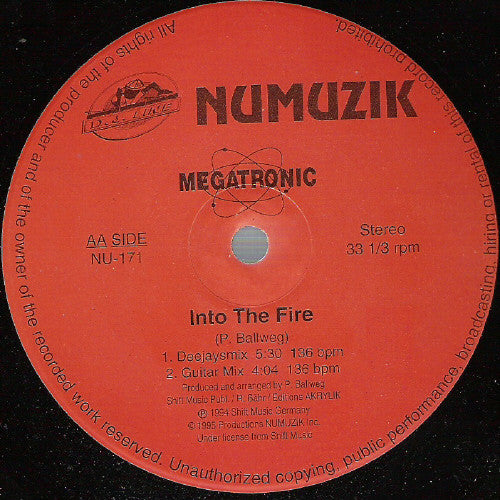 All rights of the producer and of the owner of the recorded work reserved. Unauthorized copying, public performance, broadcasting, hiring or rental of this record prohibited.
NUMUZIK
MEGATRONIC
AA SIDE
NU-171
Stereo
33 1/3 rpm
Into The Fire
(P. Ballweg)
1. Deejaysmix 5:30 136 bpm
2. Guitar Mix 4:04 136 bpm
Produced and arranged by P. Ballweg
Shift Music Publ. / P. Bähr / Editions AKRYLIK
℗ 1994 Shift Music Germany
© 1995 Productions NUMUZIK Inc.
Under license from Shift Music